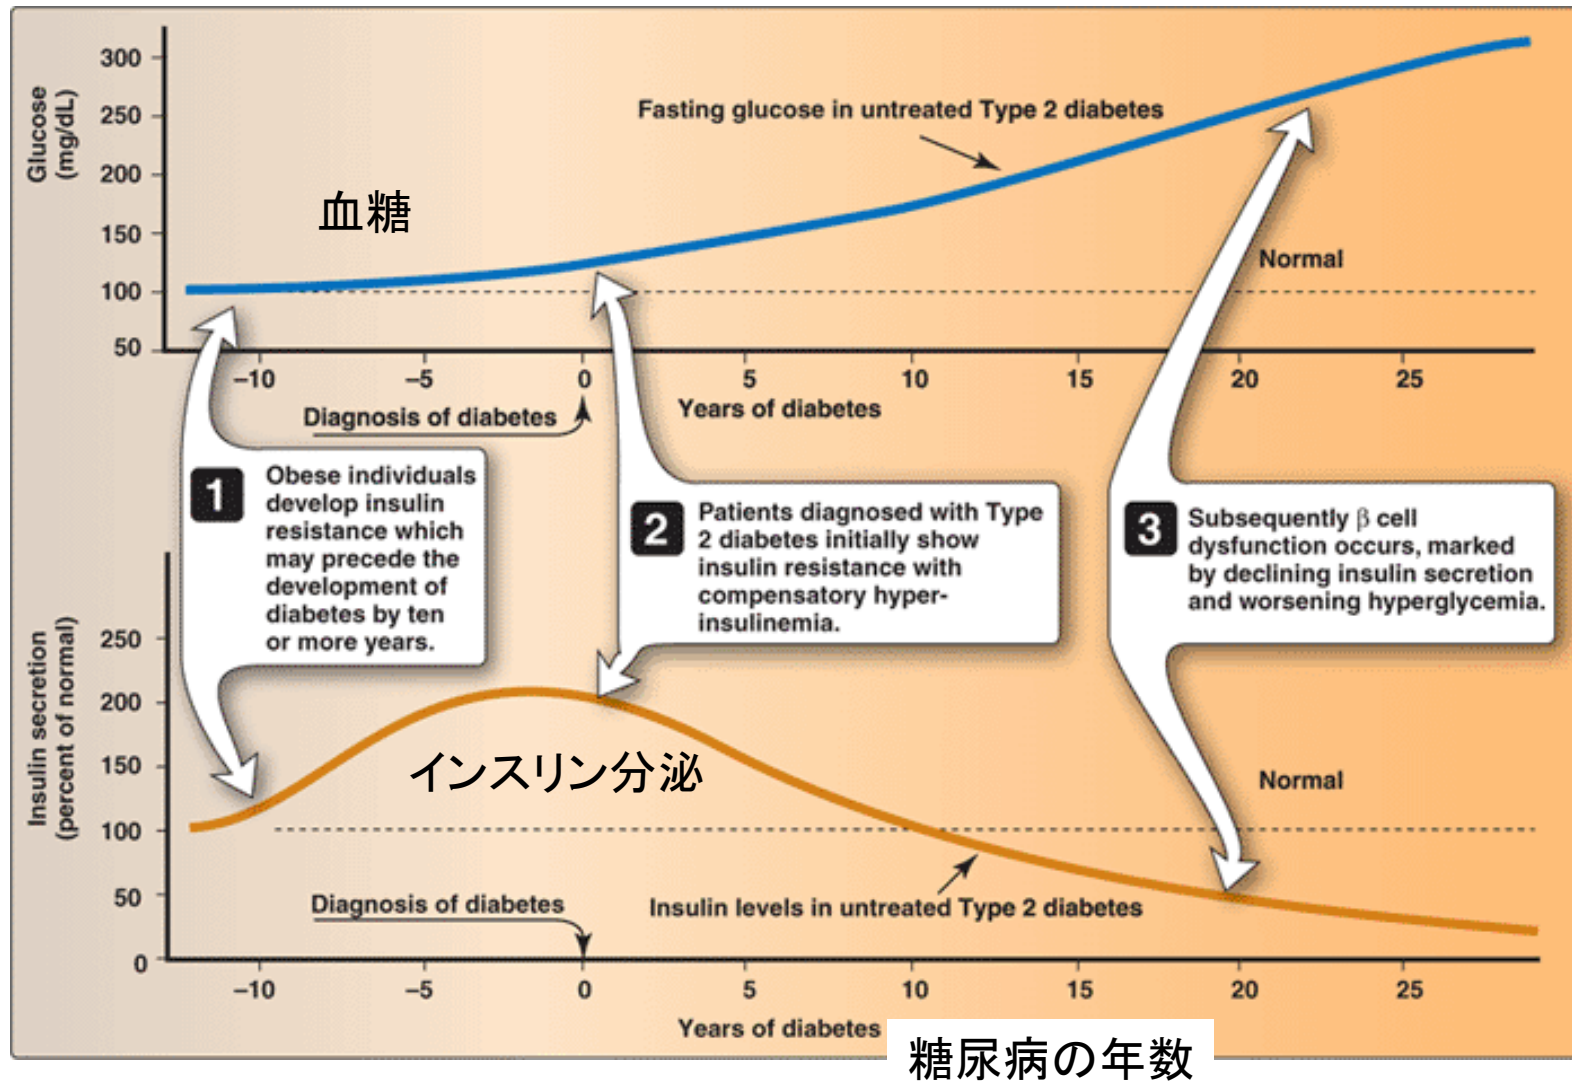 300
250
200
150
100
50
Glucose
(mg/dL)
Fasting glucose in untreated Type 2 diabetes
血糖
Normal
–10
–5
0
5
10
15
20
25
Diagnosis of diabetes
Years of diabetes
1
Obese individuals
develop insulin
resistance which
may precede the
development of
diabetes by ten
or more years.
2
Patients diagnosed with Type
2 diabetes initially show
insulin resistance with
compensatory hyper-
insulinemia.
3
Subsequently β cell
dysfunction occurs, marked
by declining insulin secretion
and worsening hyperglycemia.
Insulin secretion
(percent of normal)
250
200
150
100
50
0
インスリン分泌
Normal
Diagnosis of diabetes
Insulin levels in untreated Type 2 diabetes
–10
–5
0
5
10
15
20
25
Years of diabetes
糖尿病の年数